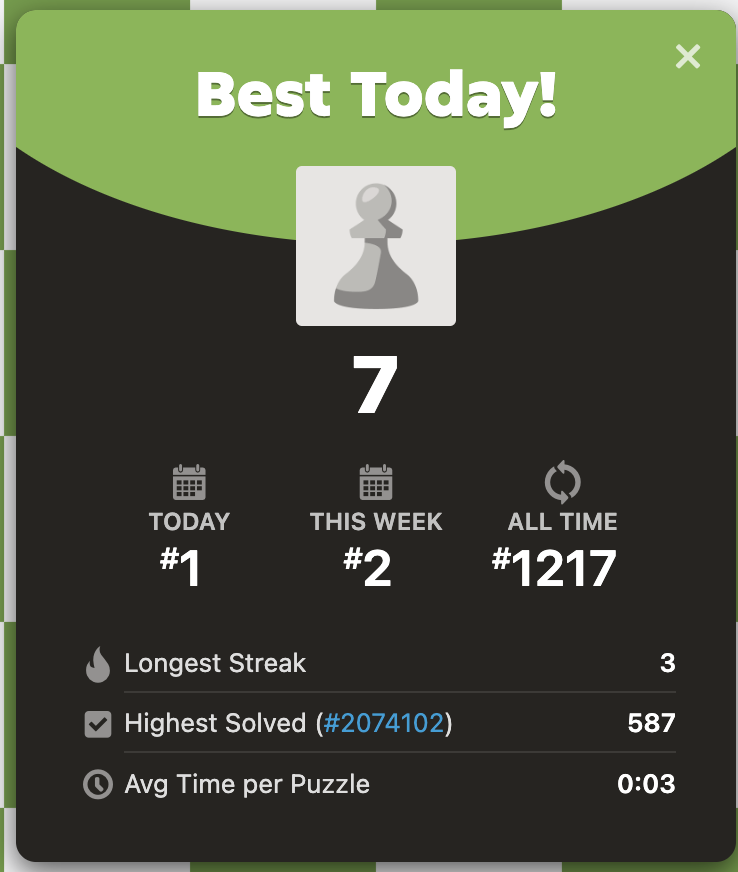 Best Today!
7
TODAY THIS WEEK ALL TIME
#1 #2 #1217
Longest Streak 3
Highest Solved (#2074102) 587
Avg Time per Puzzle 0:03